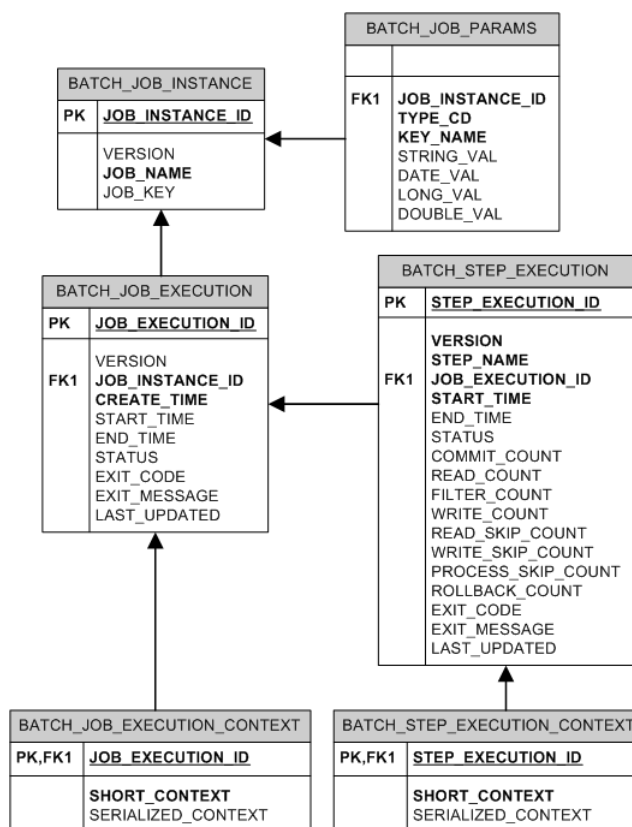 BATCH_JOB_PARAMS
FK1 JOB_INSTANCE_ID
TYPE_CD
KEY_NAME
STRING_VAL
DATE_VAL
LONG_VAL
DOUBLE_VAL
BATCH_JOB_INSTANCE
PK JOB_INSTANCE_ID
VERSION
JOB_NAME
JOB_KEY
BATCH_JOB_EXECUTION
PK JOB_EXECUTION_ID
VERSION
FK1 JOB_INSTANCE_ID
CREATE_TIME
START_TIME
END_TIME
STATUS
EXIT_CODE
EXIT_MESSAGE
LAST_UPDATED
BATCH_STEP_EXECUTION
PK STEP_EXECUTION_ID
VERSION
STEP_NAME
FK1 JOB_EXECUTION_ID
START_TIME
END_TIME
STATUS
COMMIT_COUNT
READ_COUNT
FILTER_COUNT
WRITE_COUNT
READ_SKIP_COUNT
WRITE_SKIP_COUNT
PROCESS_SKIP_COUNT
ROLLBACK_COUNT
EXIT_CODE
EXIT_MESSAGE
LAST_UPDATED
BATCH_JOB_EXECUTION_CONTEXT
PK,FK1 JOB_EXECUTION_ID
SHORT_CONTEXT
SERIALIZED_CONTEXT
BATCH_STEP_EXECUTION_CONTEXT
PK,FK1 STEP_EXECUTION_ID
SHORT_CONTEXT
SERIALIZED_CONTEXT